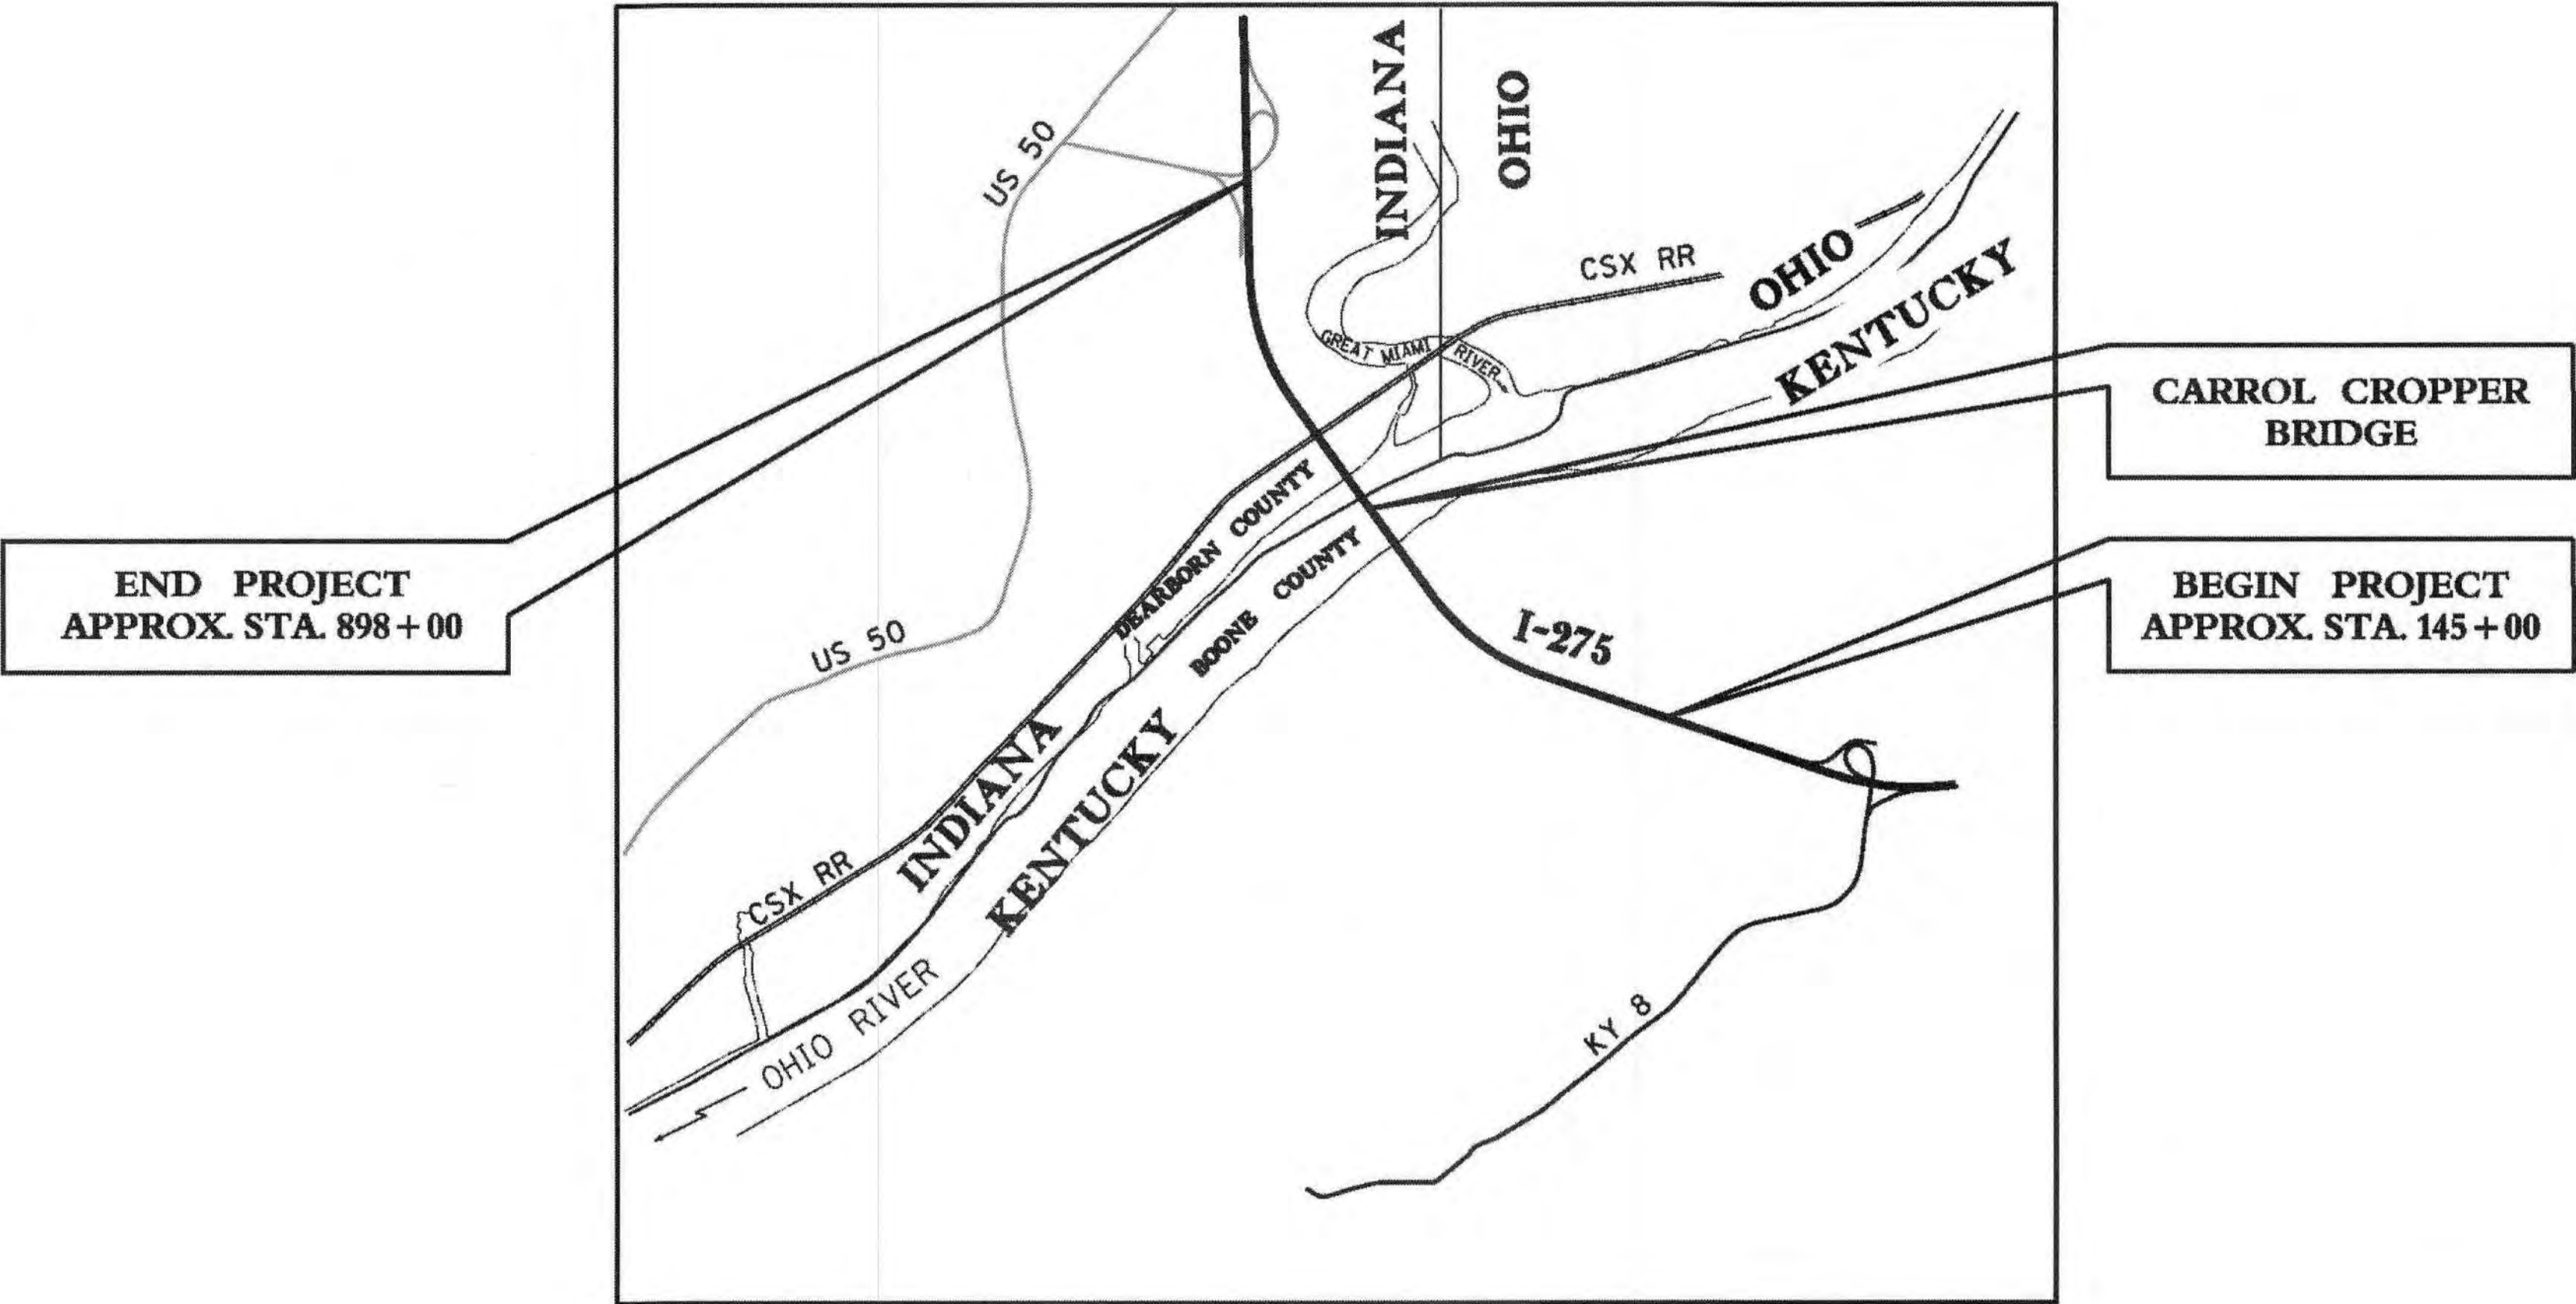 INDIANA
OHIO
US 50
CSX RR
OHIO
KENTUCKY
GREAT MIAMI RIVER
CARROL CROPPER
BRIDGE
DEARBORN COUNTY
BOONE COUNTY
END PROJECT
APPROX. STA. 898+00
BEGIN PROJECT
APPROX. STA. 145+00
I-275
US 50
INDIANA
KENTUCKY
CSX RR
OHIO RIVER
KY 8